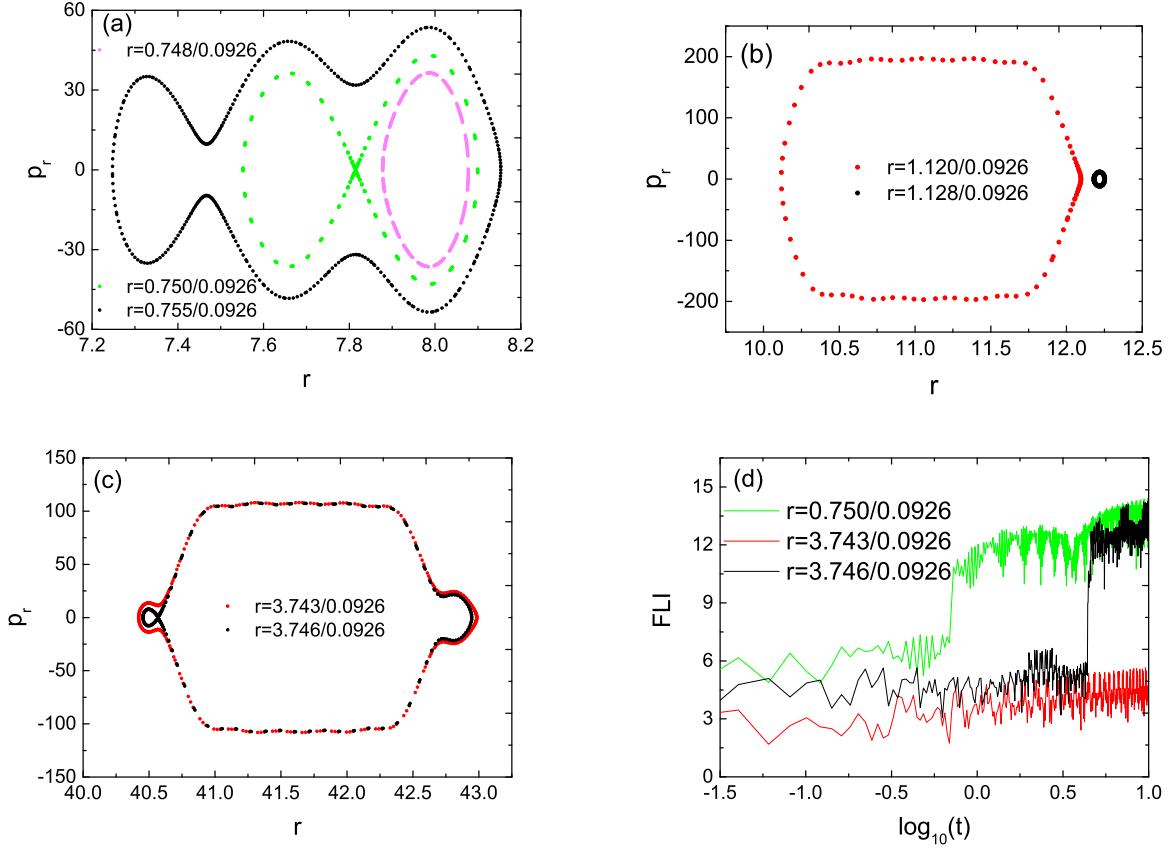 (a)
r=0.748/0.0926
r=0.750/0.0926
r=0.755/0.0926
60
30
0
-30
-60
p_r
7.2 7.4 7.6 7.8 8.0 8.2
r
(b)
r=1.120/0.0926
r=1.128/0.0926
200
100
0
-100
-200
p_r
10.0 10.5 11.0 11.5 12.0 12.5
r
(c)
r=3.743/0.0926
r=3.746/0.0926
150
100
50
0
-50
-100
-150
p_r
40.0 40.5 41.0 41.5 42.0 42.5 43.0
r
(d)
r=0.750/0.0926
r=3.743/0.0926
r=3.746/0.0926
15
12
9
6
3
0
FLI
-1.5 -1.0 -0.5 0.0 0.5 1.0
log_10(t)